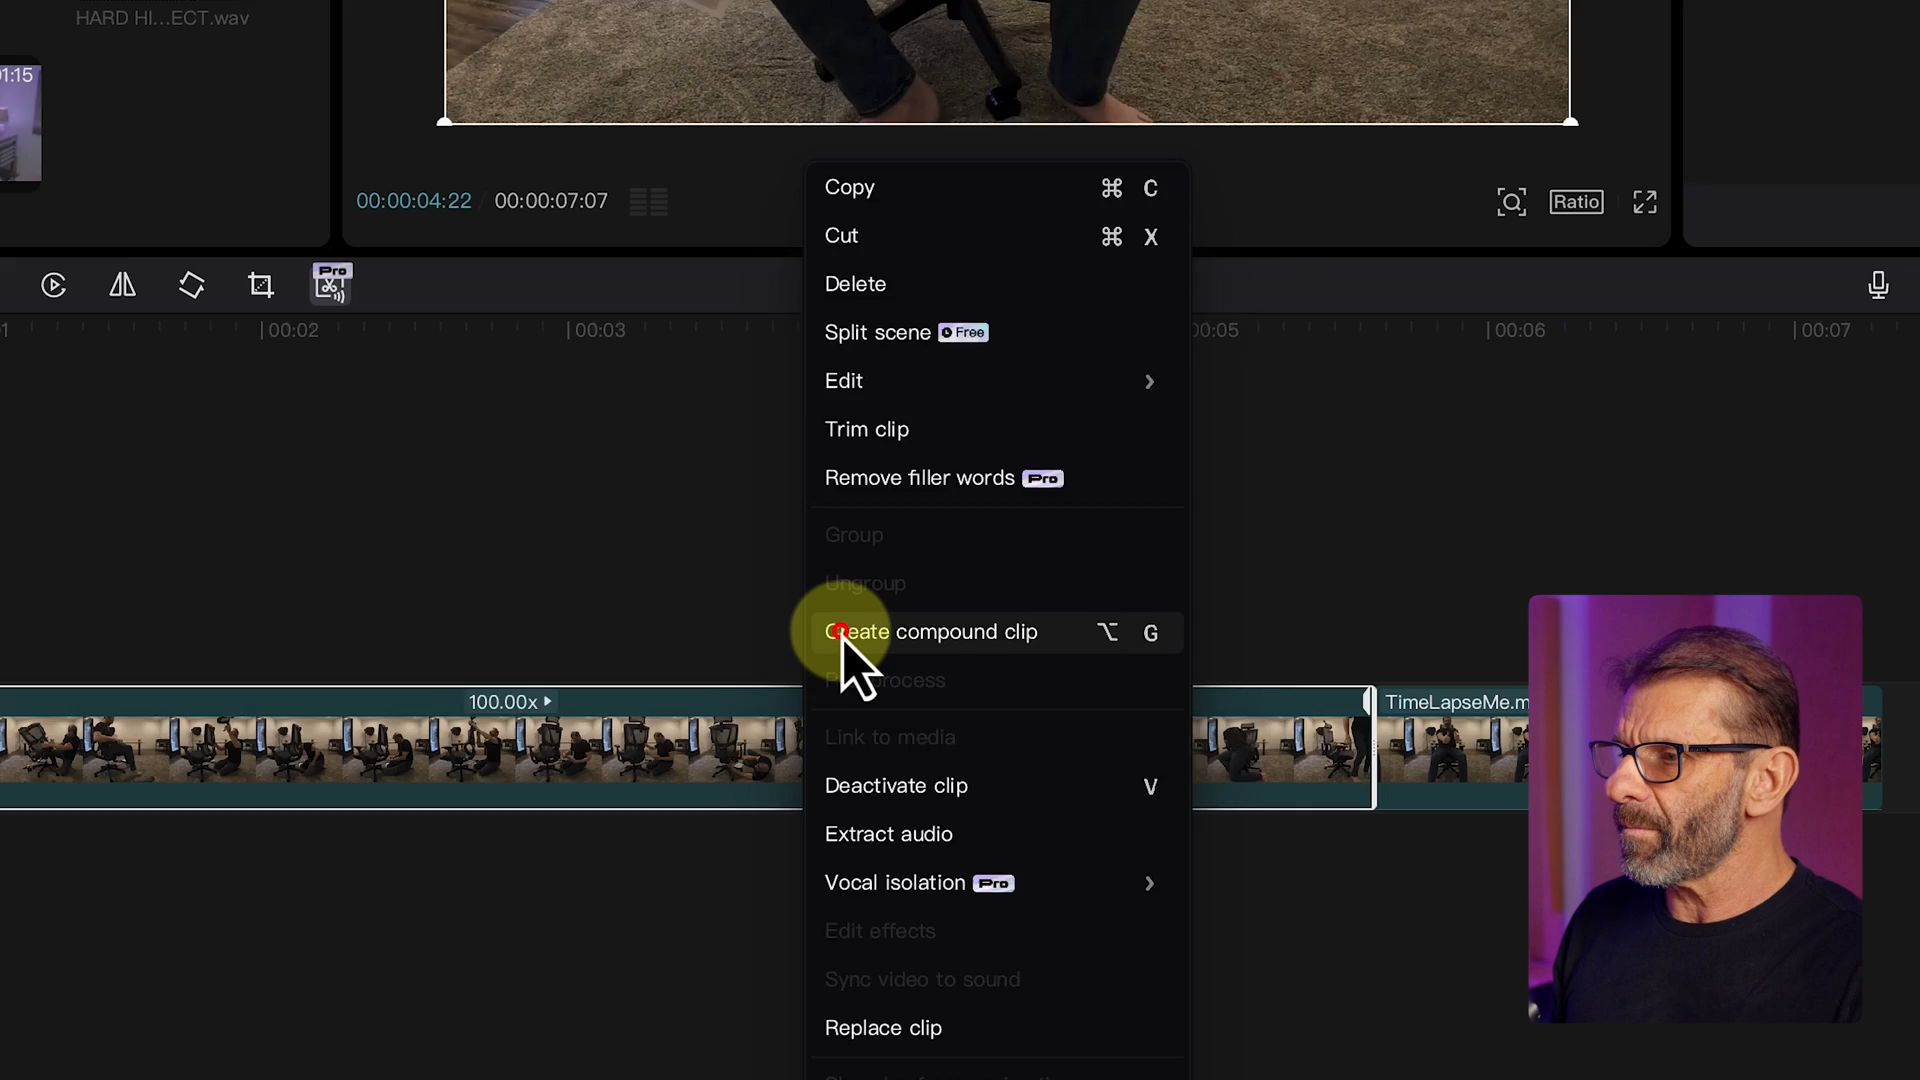 HARD HI...ECT.wav
1:15
Copy ⌘ C
00:00:04:22 / 00:00:07:07
Ratio
Cut ⌘ X
Pro
Delete
00:02
00:03
00:05
00:06
00:07
Split scene Free
Edit
Trim clip
Remove filler words Pro
Group
Ungroup
Create compound clip ⌥ G
100.00x
TimeLapseMe.m
Link to media
Deactivate clip V
Extract audio
Vocal isolation Pro
Edit effects
Sync video to sound
Replace clip